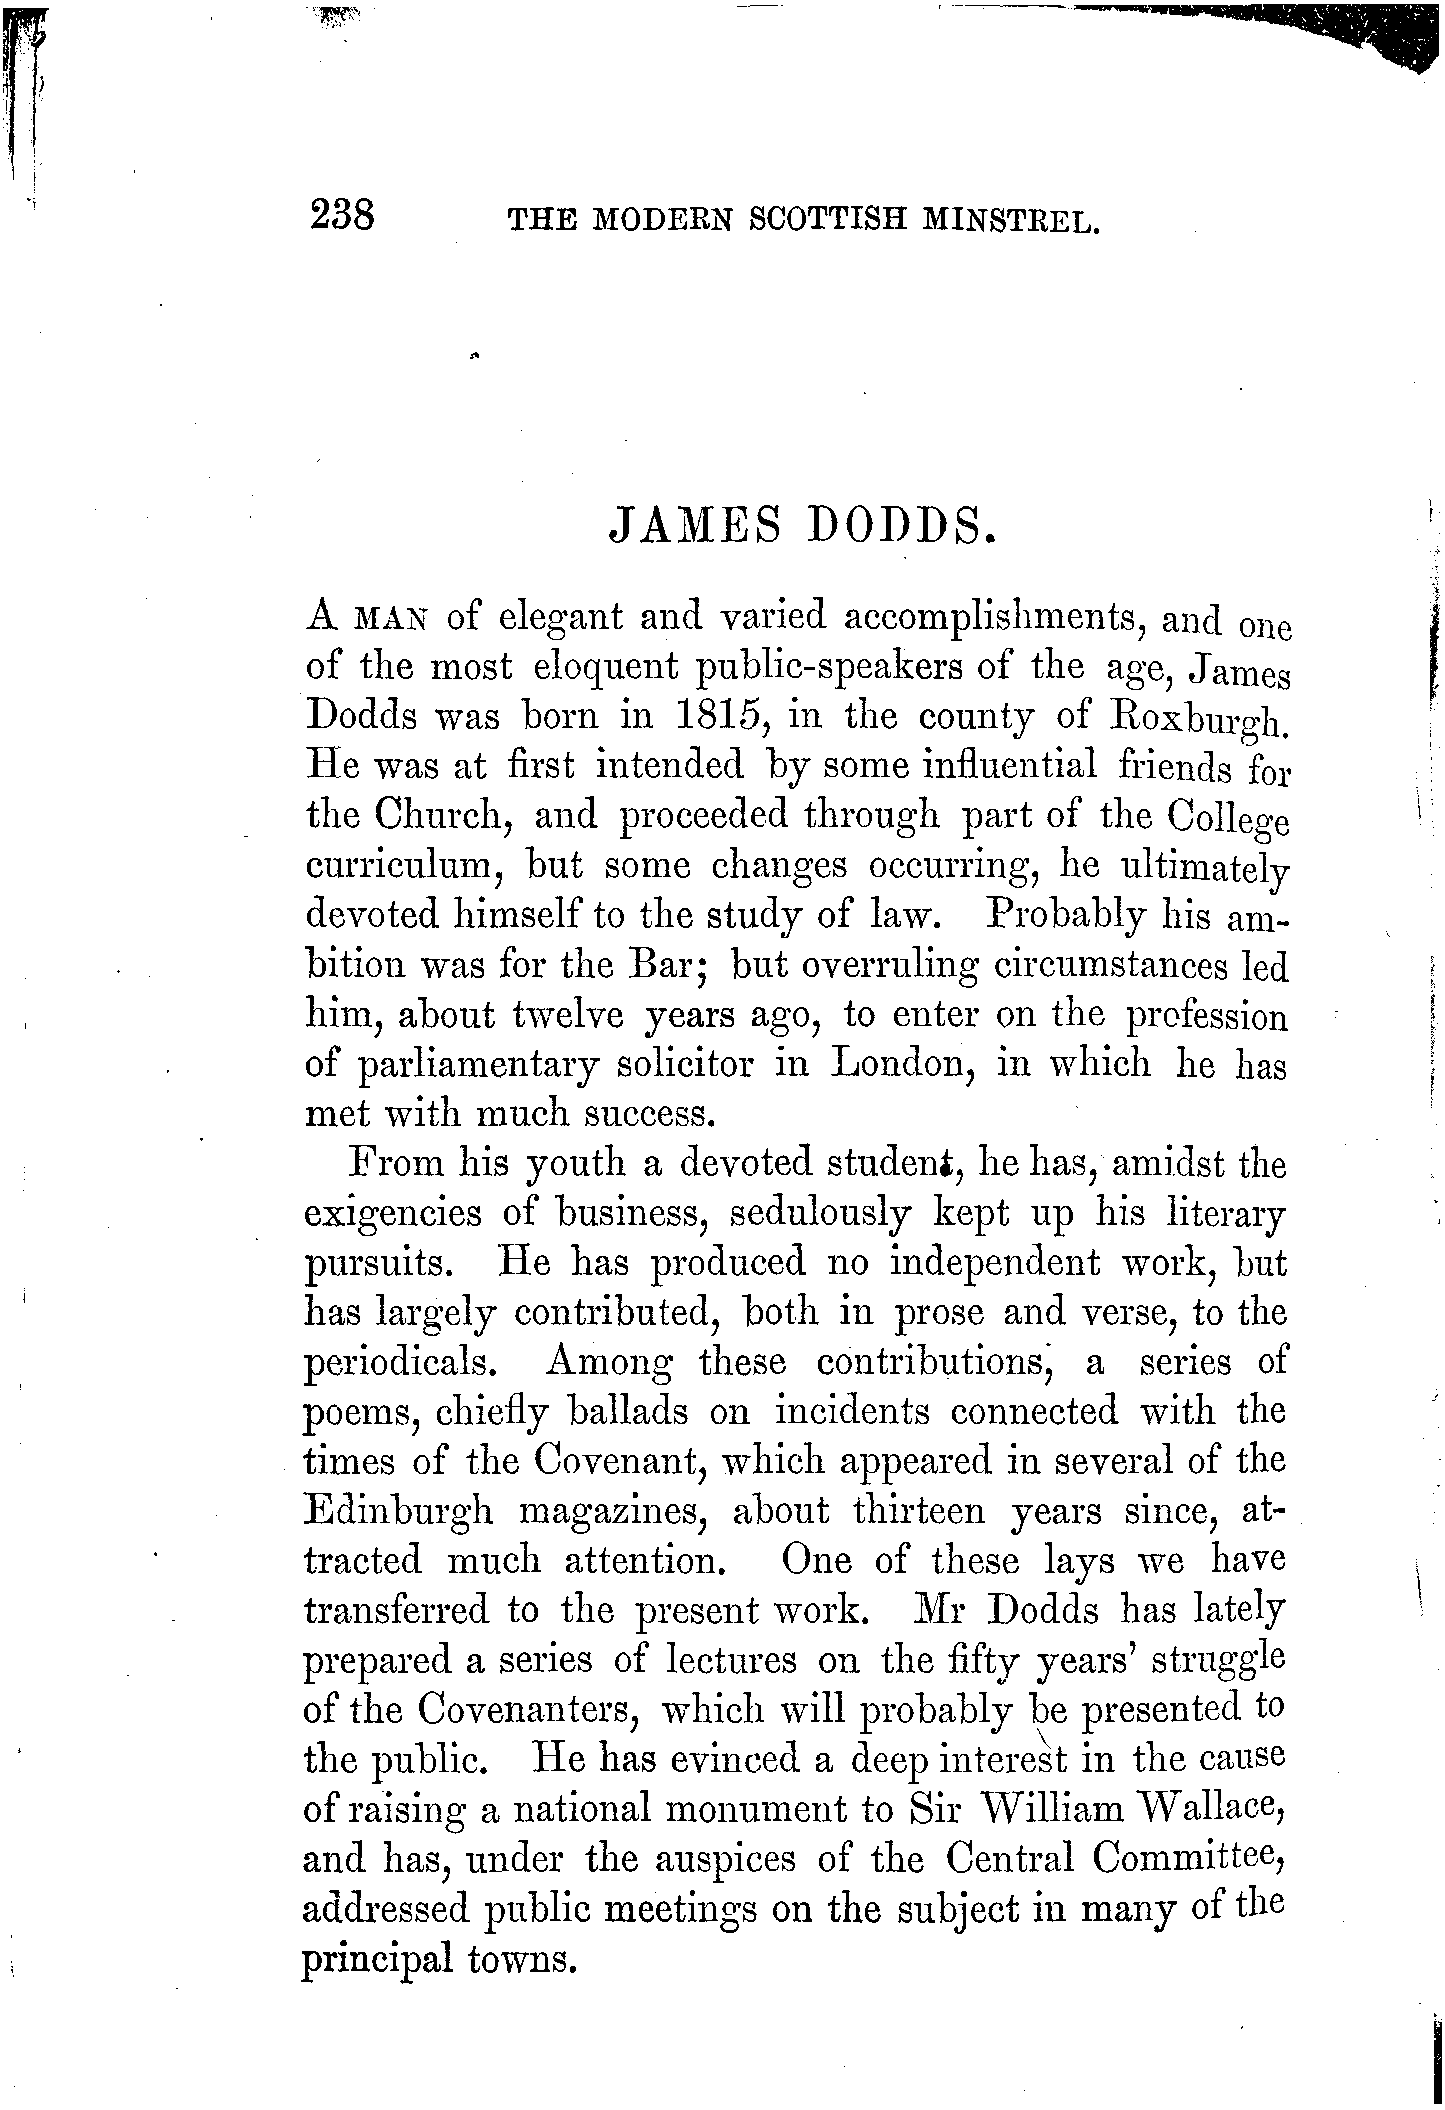 238 THE MODERN SCOTTISH MINSTREL.
JAMES DODDS.
A MAN of elegant and varied accomplishments, and one
of the most eloquent public-speakers of the age, James
Dodds was born in 1815, in the county of Roxburgh.
He was at first intended by some influential friends for
the Church, and proceeded through part of the College
curriculum, but some changes occurring, he ultimately
devoted himself to the study of law. Probably his am-
bition was for the Bar; but overruling circumstances led
him, about twelve years ago, to enter on the profession
of parliamentary solicitor in London, in which he has
met with much success.
From his youth a devoted student, he has, amidst the
exigencies of business, sedulously kept up his literary
pursuits. He has produced no independent work, but
has largely contributed, both in prose and verse, to the
periodicals. Among these contributions, a series of
poems, chiefly ballads on incidents connected with the
times of the Covenant, which appeared in several of the
Edinburgh magazines, about thirteen years since, at-
tracted much attention. One of these lays we have
transferred to the present work. Mr Dodds has lately
prepared a series of lectures on the fifty years' struggle
of the Covenanters, which will probably be presented to
the public. He has evinced a deep interest in the cause
of raising a national monument to Sir William Wallace,
and has, under the auspices of the Central Committee,
addressed public meetings on the subject in many of the
principal towns.